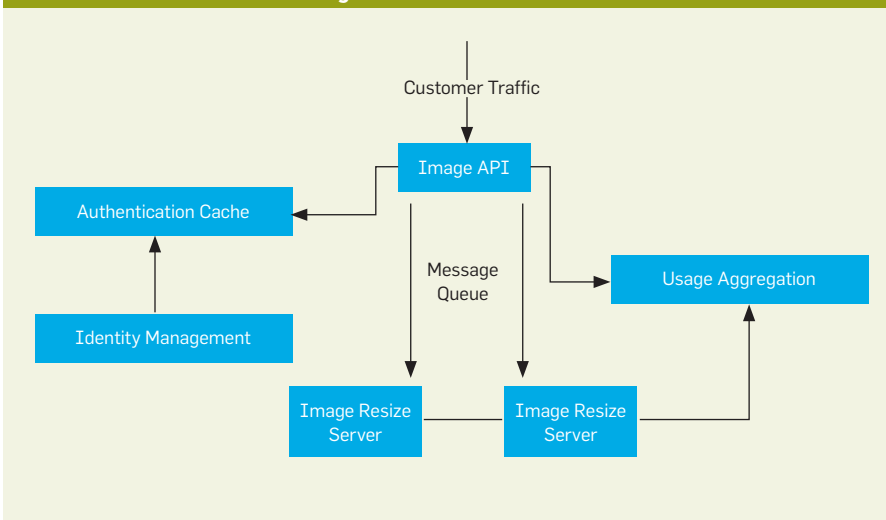 Customer Traffic
Image API
Authentication Cache
Message
Queue
Usage Aggregation
Identity Management
Image Resize
Server
Image Resize
Server